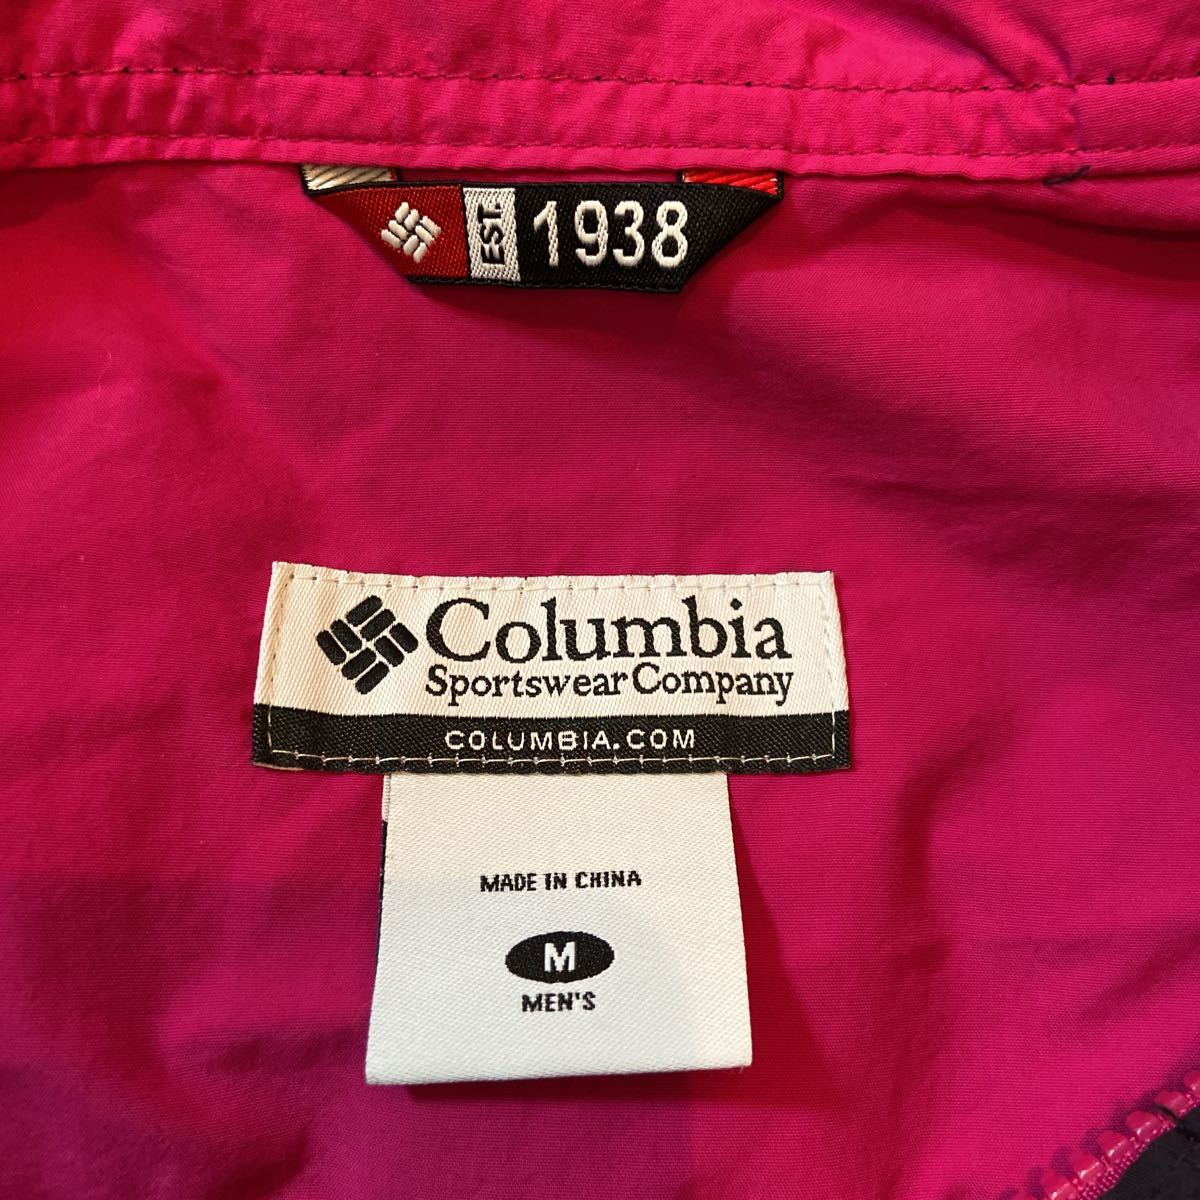 EST. 1938
Columbia
Sportswear Company
COLUMBIA.COM
MADE IN CHINA
M
MEN'S